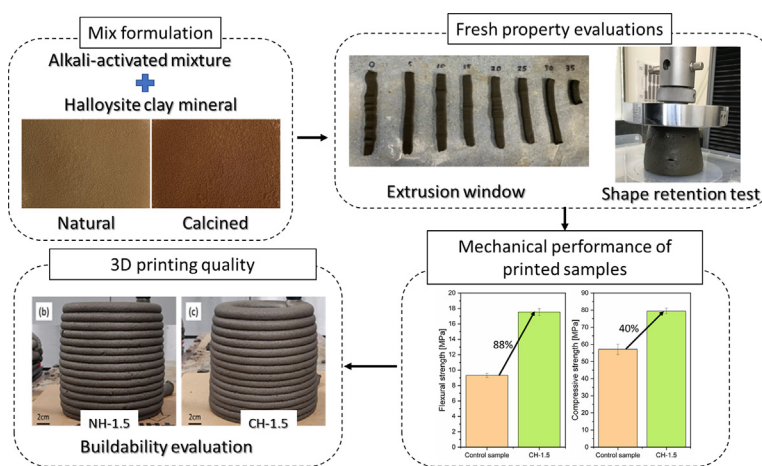 Mix formulation
Alkali-activated mixture
Halloysite clay mineral
Natural
Calcined
Fresh property evaluations
0 5 10 15 20 25 30 35
Extrusion window
Shape retention test
Mechanical performance of
printed samples
Flexural strength [MPa]
18
16
14
12
10
8
6
4
2
0
88%
Control sample
CH-1.5
Compressive strength [MPa]
90
80
70
60
50
40
30
20
10
0
40%
Control sample
CH-1.5
3D printing quality
(b)
2cm
NH-1.5
(c)
2cm
CH-1.5
Buildability evaluation